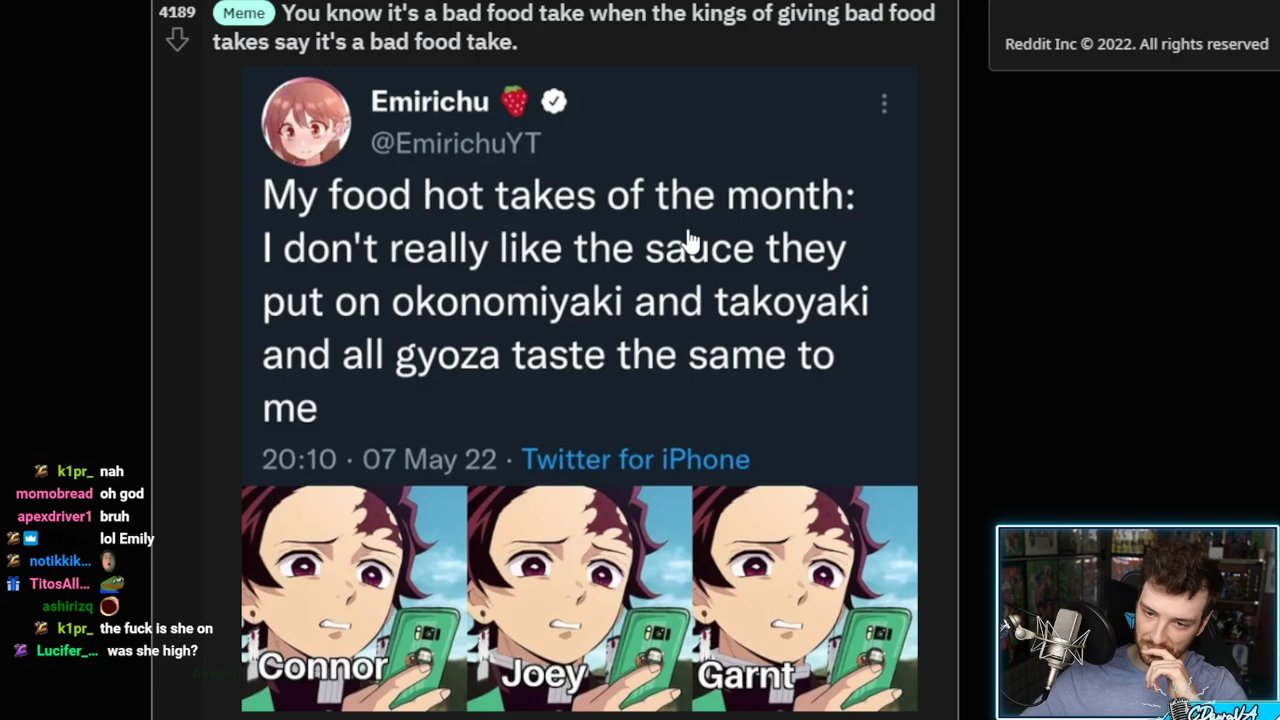 4189
Meme You know it's a bad food take when the kings of giving bad food
takes say it's a bad food take.
Reddit Inc © 2022. All rights reserved
Emirichu
@EmirichuYT
My food hot takes of the month:
I don't really like the sauce they
put on okonomiyaki and takoyaki
and all gyoza taste the same to
me
20:10 · 07 May 22 · Twitter for iPhone
Connor
Joey
Garnt
k1pr_ nah
momobread oh god
apexdriver1 bruh
lol Emily
notikkik...
TitosAll...
ashirizq
k1pr_ the fuck is she on
Lucifer_... was she high?